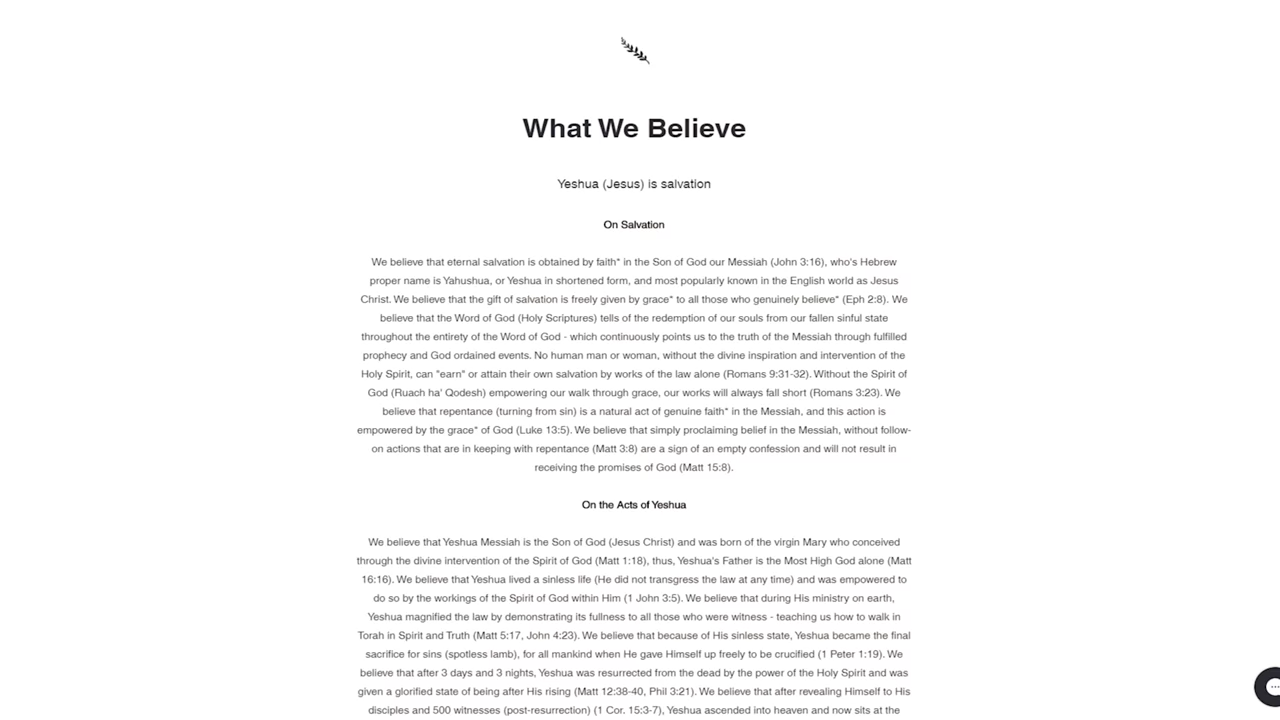 What We Believe
Yeshua (Jesus) is salvation
On Salvation
We believe that eternal salvation is obtained by faith* in the Son of God our Messiah (John 3:16), who's Hebrew
proper name is Yahushua, or Yeshua in shortened form, and most popularly known in the English world as Jesus
Christ. We believe that the gift of salvation is freely given by grace* to all those who genuinely believe* (Eph 2:8). We
believe that the Word of God (Holy Scriptures) tells of the redemption of our souls from our fallen sinful state
throughout the entirety of the Word of God - which continuously points us to the truth of the Messiah through fulfilled
prophecy and God ordained events. No human man or woman, without the divine inspiration and intervention of the
Holy Spirit, can "earn" or attain their own salvation by works of the law alone (Romans 9:31-32). Without the Spirit of
God (Ruach ha' Qodesh) empowering our walk through grace, our works will always fall short (Romans 3:23). We
believe that repentance (turning from sin) is a natural act of genuine faith* in the Messiah, and this action is
empowered by the grace* of God (Luke 13:5). We believe that simply proclaiming belief in the Messiah, without follow-
on actions that are in keeping with repentance (Matt 3:8) are a sign of an empty confession and will not result in
receiving the promises of God (Matt 15:8).
On the Acts of Yeshua
We believe that Yeshua Messiah is the Son of God (Jesus Christ) and was born of the virgin Mary who conceived
through the divine intervention of the Spirit of God (Matt 1:18), thus, Yeshua's Father is the Most High God alone (Matt
16:16). We believe that Yeshua lived a sinless life (He did not transgress the law at any time) and was empowered to
do so by the workings of the Spirit of God within Him (1 John 3:5). We believe that during His ministry on earth,
Yeshua magnified the law by demonstrating its fullness to all those who were witness - teaching us how to walk in
Torah in Spirit and Truth (Matt 5:17, John 4:23). We believe that because of His sinless state, Yeshua became the final
sacrifice for sins (spotless lamb), for all mankind when He gave Himself up freely to be crucified (1 Peter 1:19). We
believe that after 3 days and 3 nights, Yeshua was resurrected from the dead by the power of the Holy Spirit and was
given a glorified state of being after His rising (Matt 12:38-40, Phil 3:21). We believe that after revealing Himself to His
disciples and 500 witnesses (post-resurrection) (1 Cor. 15:3-7), Yeshua ascended into heaven and now sits at the